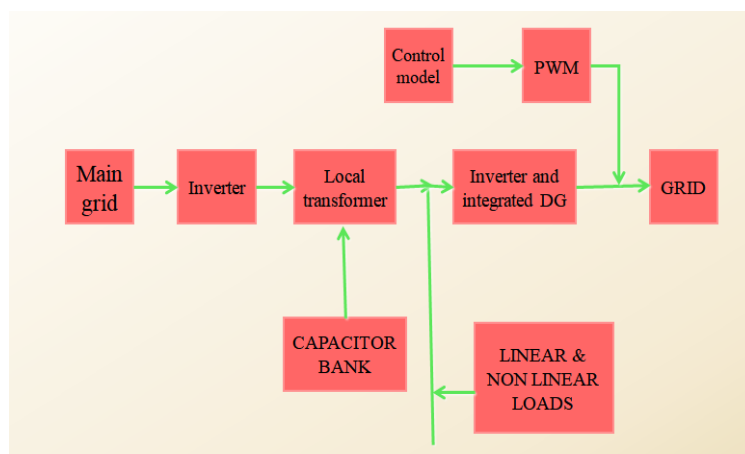 Control
model
PWM
Main
grid
Inverter
Local
transformer
Inverter and
integrated DG
GRID
CAPACITOR
BANK
LINEAR &
NON LINEAR
LOADS